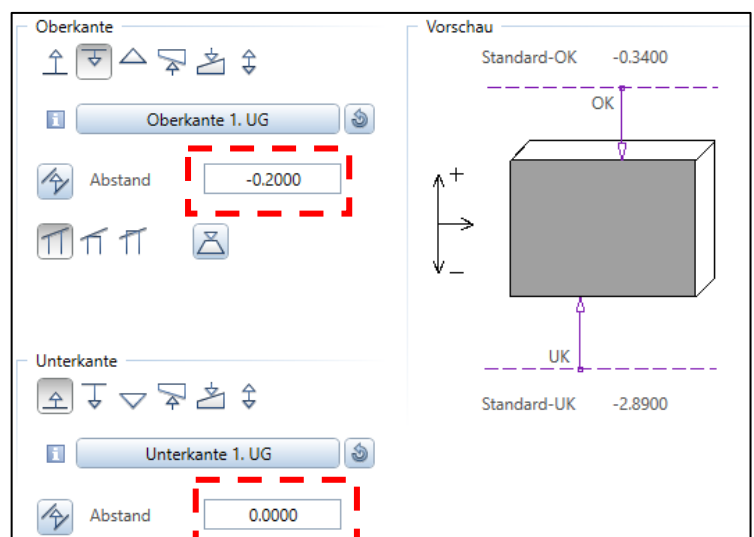 Oberkante
Oberkante 1. UG
Abstand -0.2000
Unterkante
Unterkante 1. UG
Abstand 0.0000
Vorschau
Standard-OK -0.3400
OK
+
−
UK
Standard-UK -2.8900